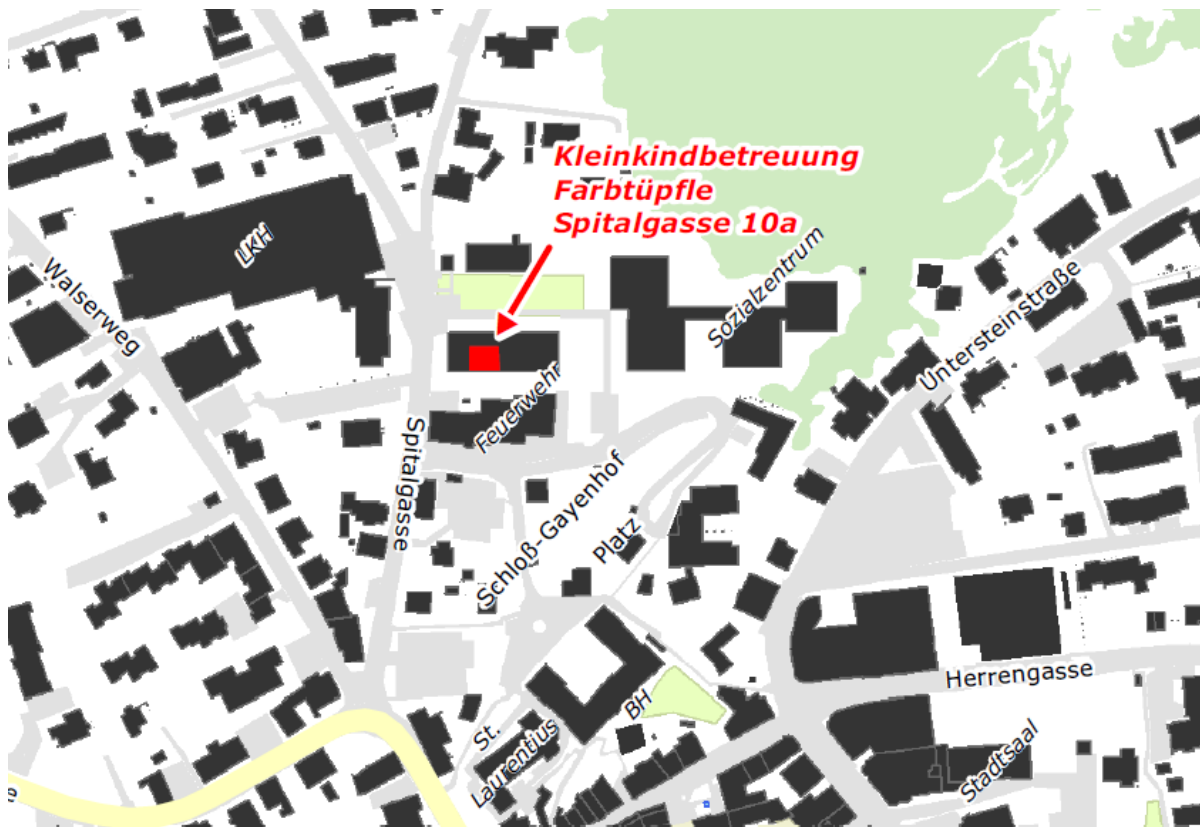 Kleinkindbetreuung
Farbtüpfle
Spitalgasse 10a
LKH
Walserweg
Sozialzentrum
Untersteinstraße
Feuerwehr
Spitalgasse
Schloß-Gayenhof
Platz
Herrengasse
BH
St.
Laurentius
Stadtsaal
e